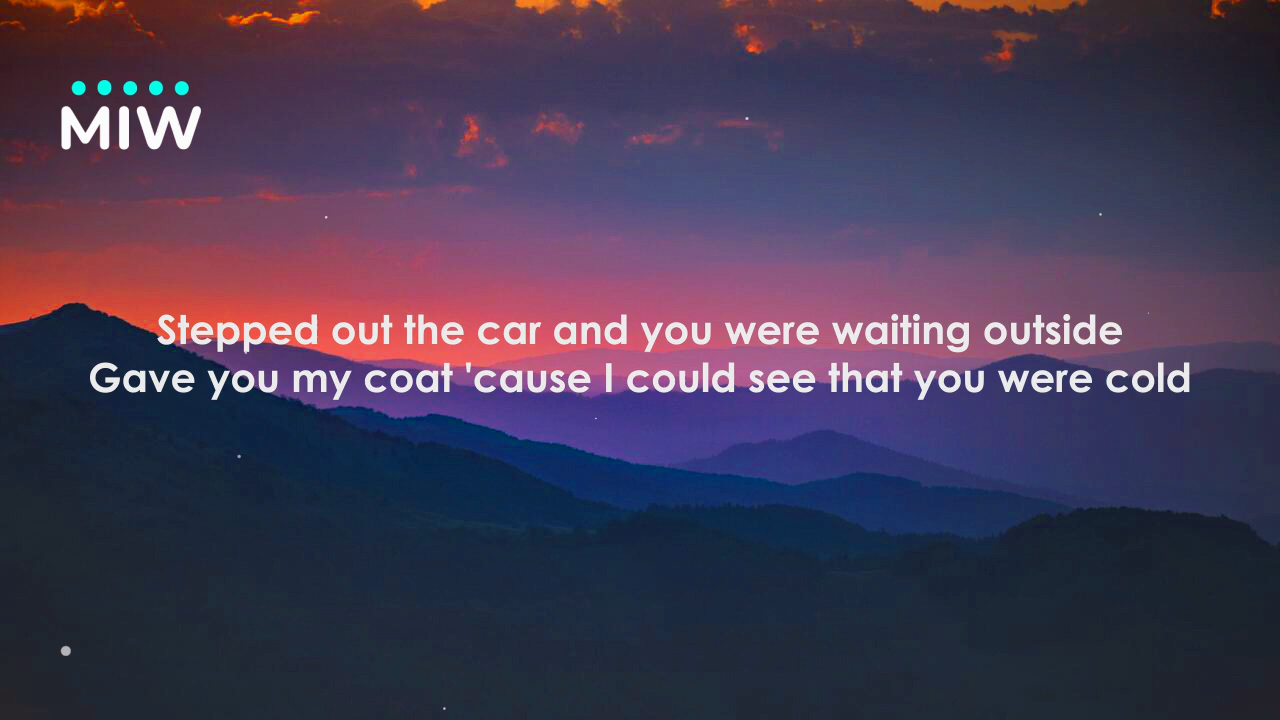 MIW
Stepped out the car and you were waiting outside
Gave you my coat 'cause I could see that you were cold